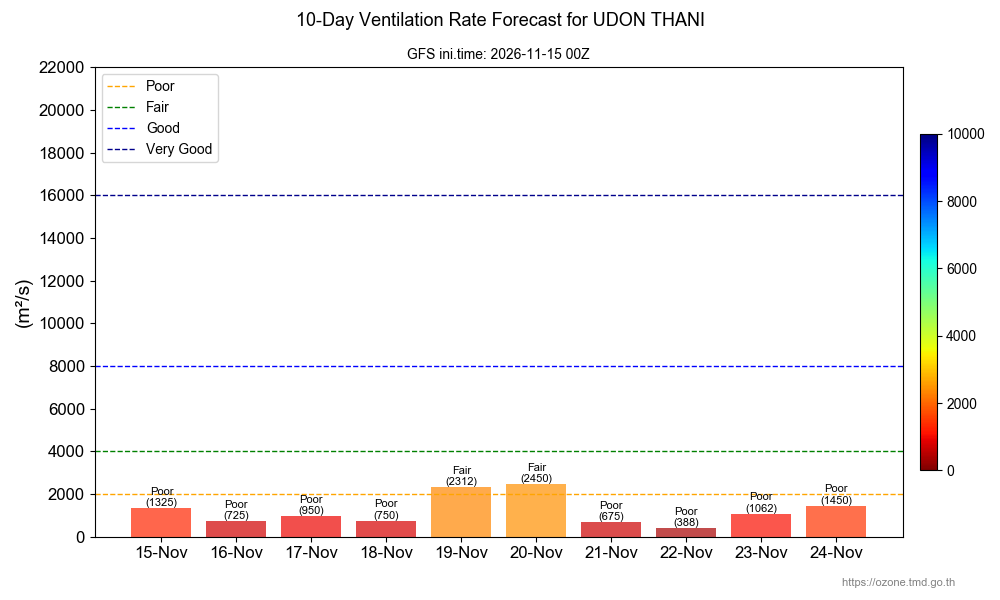 10-Day Ventilation Rate Forecast for UDON THANI
GFS ini.time: 2026-11-15 00Z
22000
20000
18000
16000
14000
12000
10000
8000
6000
4000
2000
0
(m²/s)
Poor
Fair
Good
Very Good
Poor
(1325)
Poor
(725)
Poor
(950)
Poor
(750)
Fair
(2312)
Fair
(2450)
Poor
(675)
Poor
(388)
Poor
(1062)
Poor
(1450)
15-Nov
16-Nov
17-Nov
18-Nov
19-Nov
20-Nov
21-Nov
22-Nov
23-Nov
24-Nov
10000
8000
6000
4000
2000
0
https://ozone.tmd.go.th